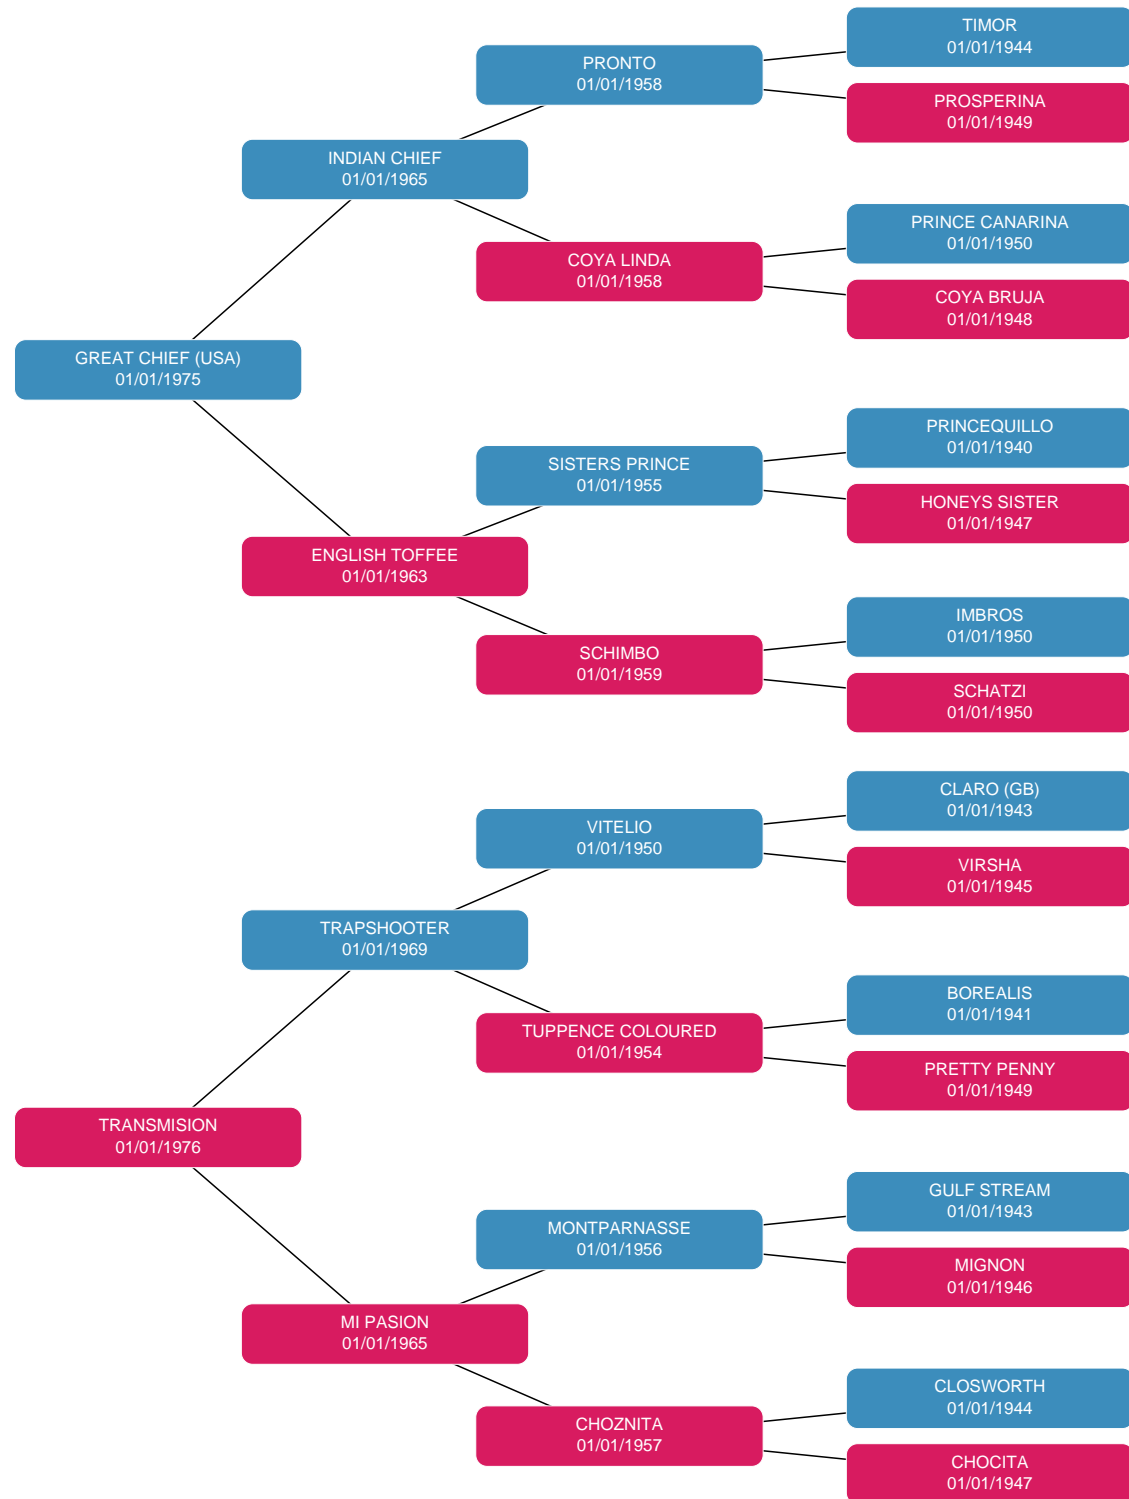 TIMOR
01/01/1944
PRONTO
01/01/1958
PROSPERINA
01/01/1949
INDIAN CHIEF
01/01/1965
PRINCE CANARINA
01/01/1950
COYA LINDA
01/01/1958
COYA BRUJA
01/01/1948
GREAT CHIEF (USA)
01/01/1975
PRINCEQUILLO
01/01/1940
SISTERS PRINCE
01/01/1955
HONEYS SISTER
01/01/1947
ENGLISH TOFFEE
01/01/1963
IMBROS
01/01/1950
SCHIMBO
01/01/1959
SCHATZI
01/01/1950
CLARO (GB)
01/01/1943
VITELIO
01/01/1950
VIRSHA
01/01/1945
TRAPSHOOTER
01/01/1969
BOREALIS
01/01/1941
TUPPENCE COLOURED
01/01/1954
PRETTY PENNY
01/01/1949
TRANSMISION
01/01/1976
GULF STREAM
01/01/1943
MONTPARNASSE
01/01/1956
MIGNON
01/01/1946
MI PASION
01/01/1965
CLOSWORTH
01/01/1944
CHOZNITA
01/01/1957
CHOCITA
01/01/1947